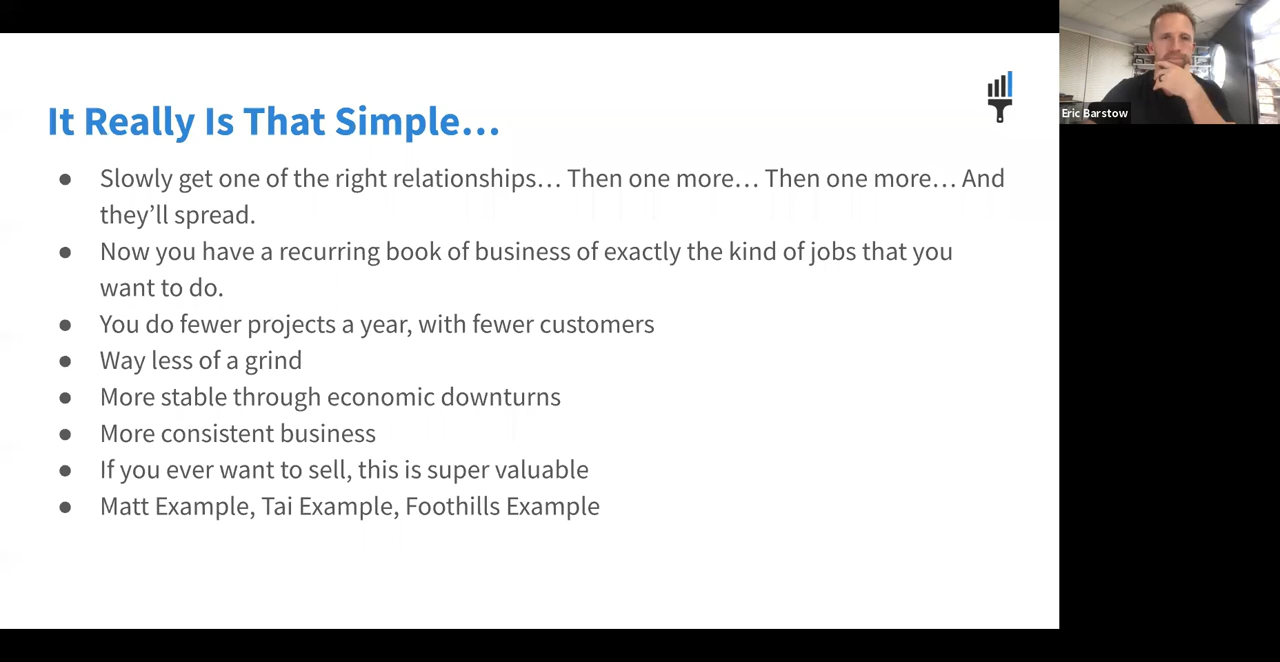 It Really Is That Simple…
● Slowly get one of the right relationships… Then one more… Then one more… And
they’ll spread.
● Now you have a recurring book of business of exactly the kind of jobs that you
want to do.
● You do fewer projects a year, with fewer customers
● Way less of a grind
● More stable through economic downturns
● More consistent business
● If you ever want to sell, this is super valuable
● Matt Example, Tai Example, Foothills Example
Eric Barstow